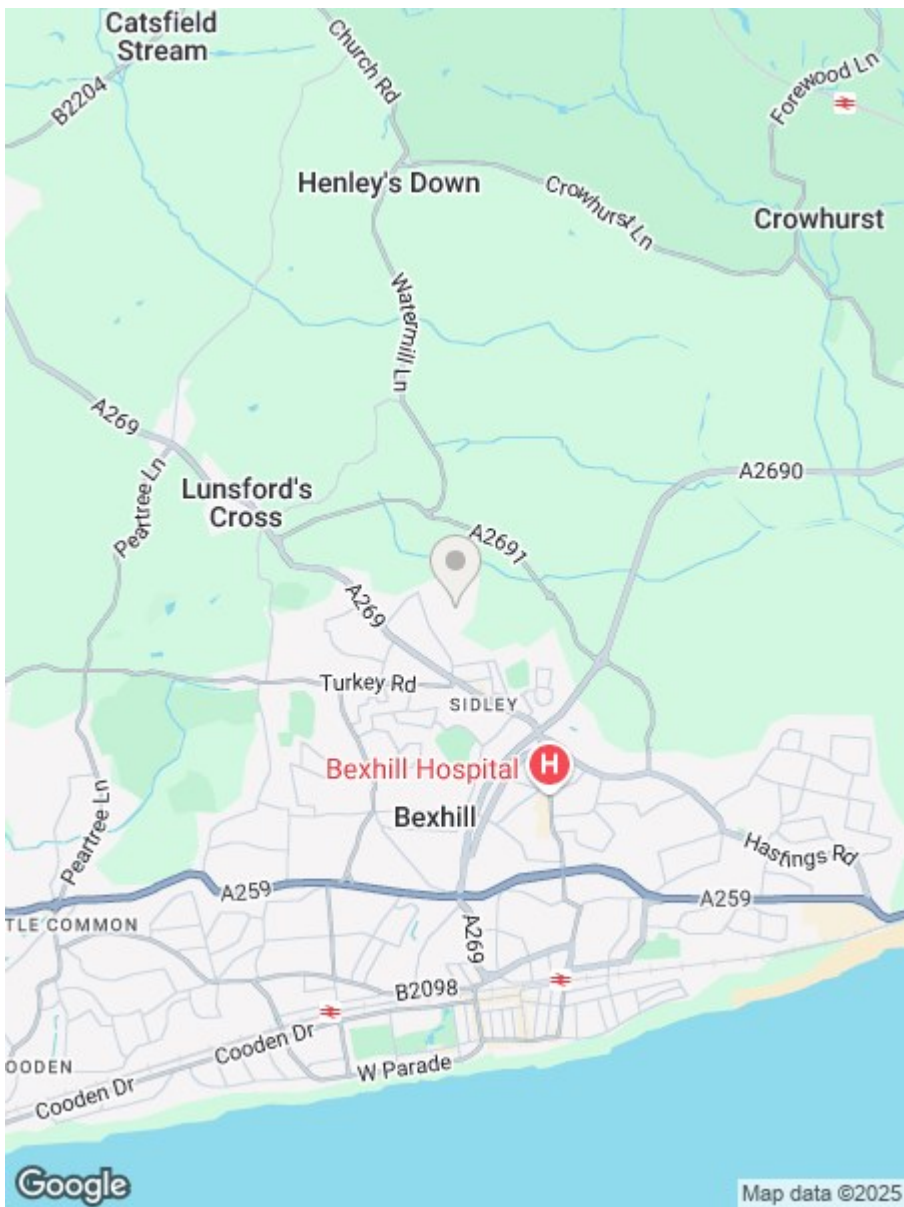 Catsfield
Stream
Church Rd
Forewood Ln
B2204
Henley's Down
Crowhurst Ln
Crowhurst
Watermill Ln
A269
A2690
Peartree Ln
Lunsford's
Cross
A2691
A269
Turkey Rd
SIDLEY
Bexhill Hospital
H
Bexhill
Peartree Ln
Hastings Rd
A259
A259
TLE COMMON
A269
B2098
Cooden Dr
OODEN
W Parade
Cooden Dr
Google
Map data ©2025